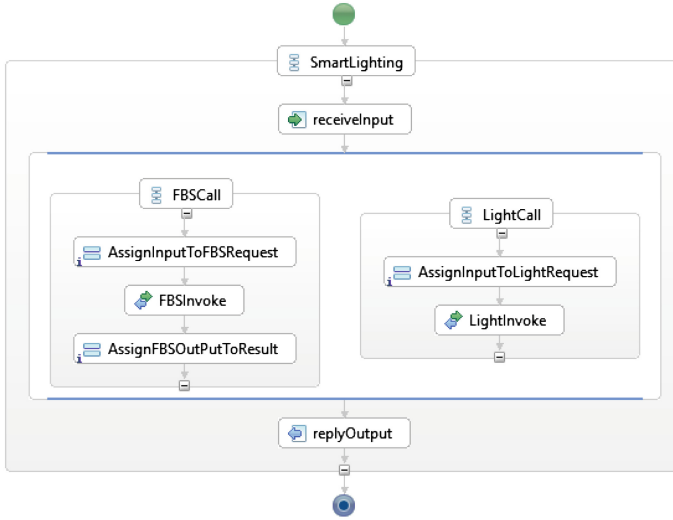 SmartLighting
receiveInput
FBSCall
AssignInputToFBSRequest
FBSInvoke
AssignFBSOutPutToResult
LightCall
AssignInputToLightRequest
LightInvoke
replyOutput